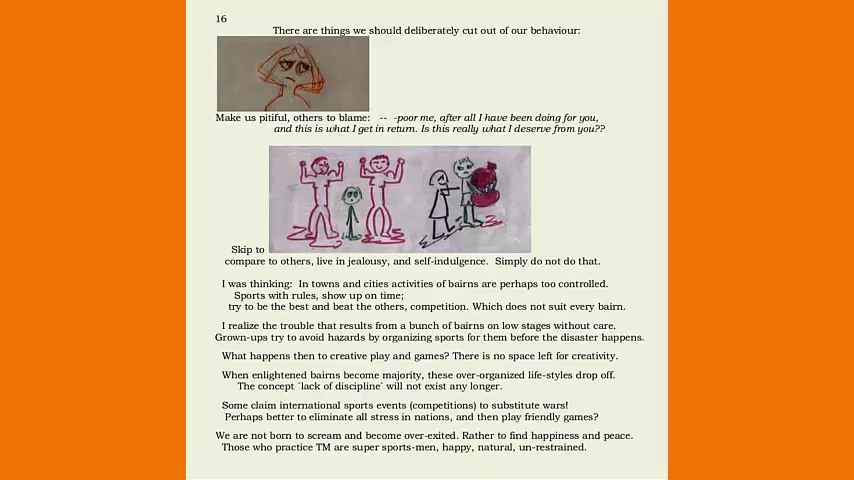 16
There are things we should deliberately cut out of our behaviour:
Make us pitiful, others to blame:   -- -poor me, after all I have been doing for you,
and this is what I get in return. Is this really what I deserve from you??
Skip to
compare to others, live in jealousy, and self-indulgence.  Simply do not do that.
I was thinking:  In towns and cities activities of bairns are perhaps too controlled.
Sports with rules, show up on time;
try to be the best and beat the others, competition. Which does not suit every bairn.
I realize the trouble that results from a bunch of bairns on low stages without care.
Grown-ups try to avoid hazards by organizing sports for them before the disaster happens.
What happens then to creative play and games? There is no space left for creativity.
When enlightened bairns become majority, these over-organized life-styles drop off.
The concept ´lack of discipline´ will not exist any longer.
Some claim international sports events (competitions) to substitute wars!
Perhaps better to eliminate all stress in nations, and then play friendly games?
We are not born to scream and become over-exited. Rather to find happiness and peace.
Those who practice TM are super sports-men, happy, natural, un-restrained.